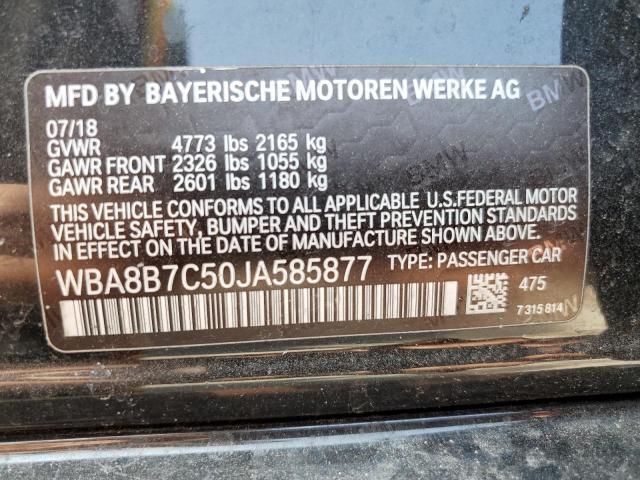 MFD BY BAYERISCHE MOTOREN WERKE AG
07/18
GVWR 4773 lbs 2165 kg
GAWR FRONT 2326 lbs 1055 kg
GAWR REAR 2601 lbs 1180 kg
THIS VEHICLE CONFORMS TO ALL APPLICABLE U.S.FEDERAL MOTOR
VEHICLE SAFETY, BUMPER AND THEFT PREVENTION STANDARDS
IN EFFECT ON THE DATE OF MANUFACTURE SHOWN ABOVE.
WBA8B7C50JA585877 TYPE: PASSENGER CAR
475
7 315 814